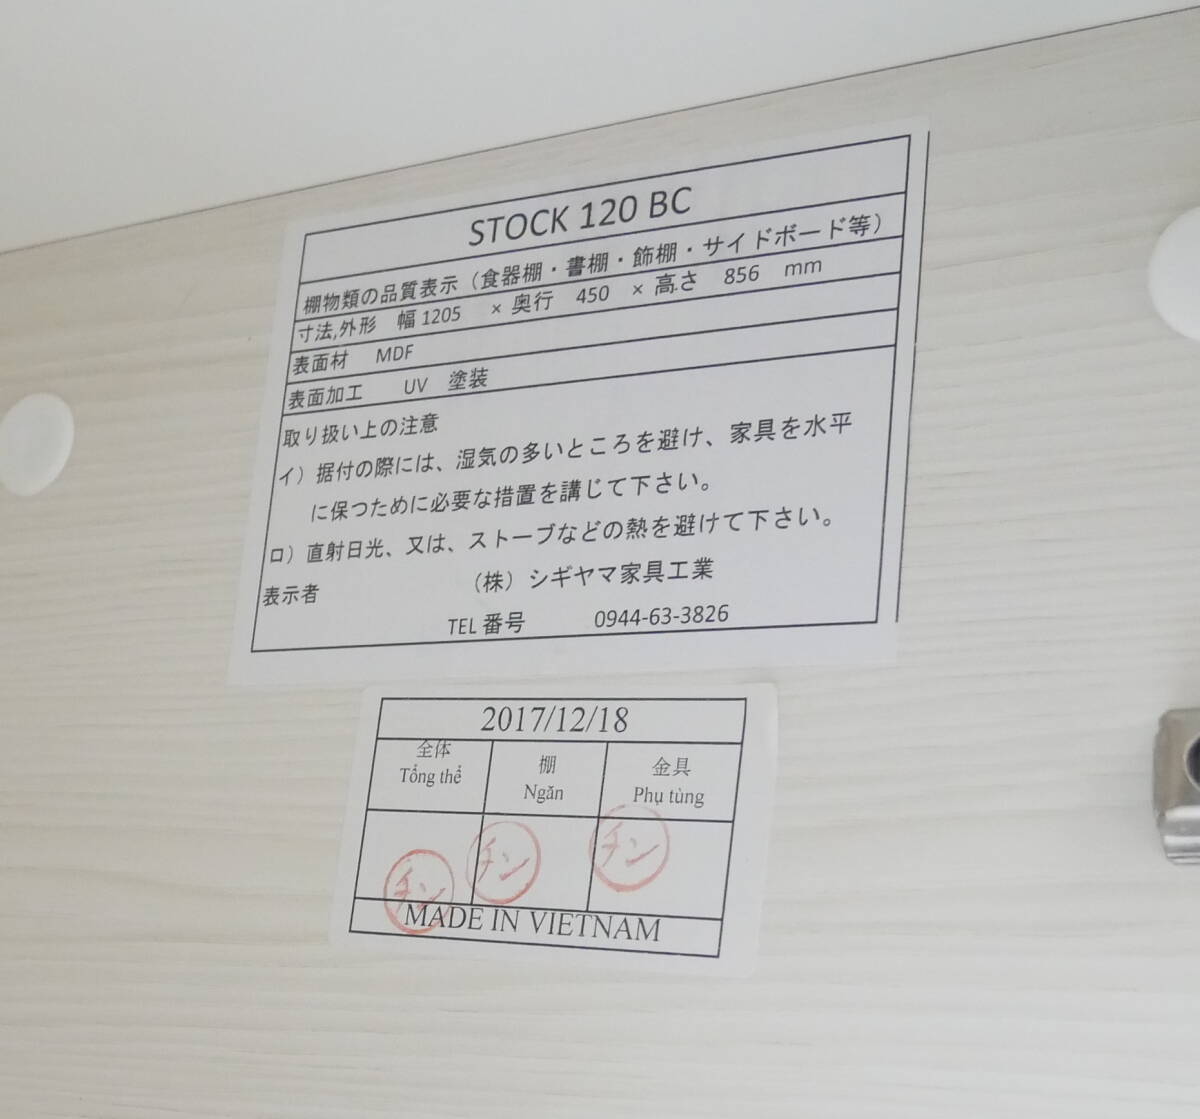 STOCK 120 BC
棚物類の品質表示（食器棚・書棚・飾棚・サイドボード等）
寸法,外形 幅 1205 × 奥行 450 × 高さ 856 mm
表面材 MDF
表面加工 UV 塗装
取り扱い上の注意
イ）据付の際には、湿気の多いところを避け、家具を水平
に保つために必要な措置を講じて下さい。
ロ）直射日光、又は、ストーブなどの熱を避けて下さい。
表示者 （株）シギヤマ家具工業
TEL 番号 0944-63-3826
2017/12/18
全体 棚 金具
Tổng thể Ngăn Phụ tùng
チン チン チン
MADE IN VIETNAM